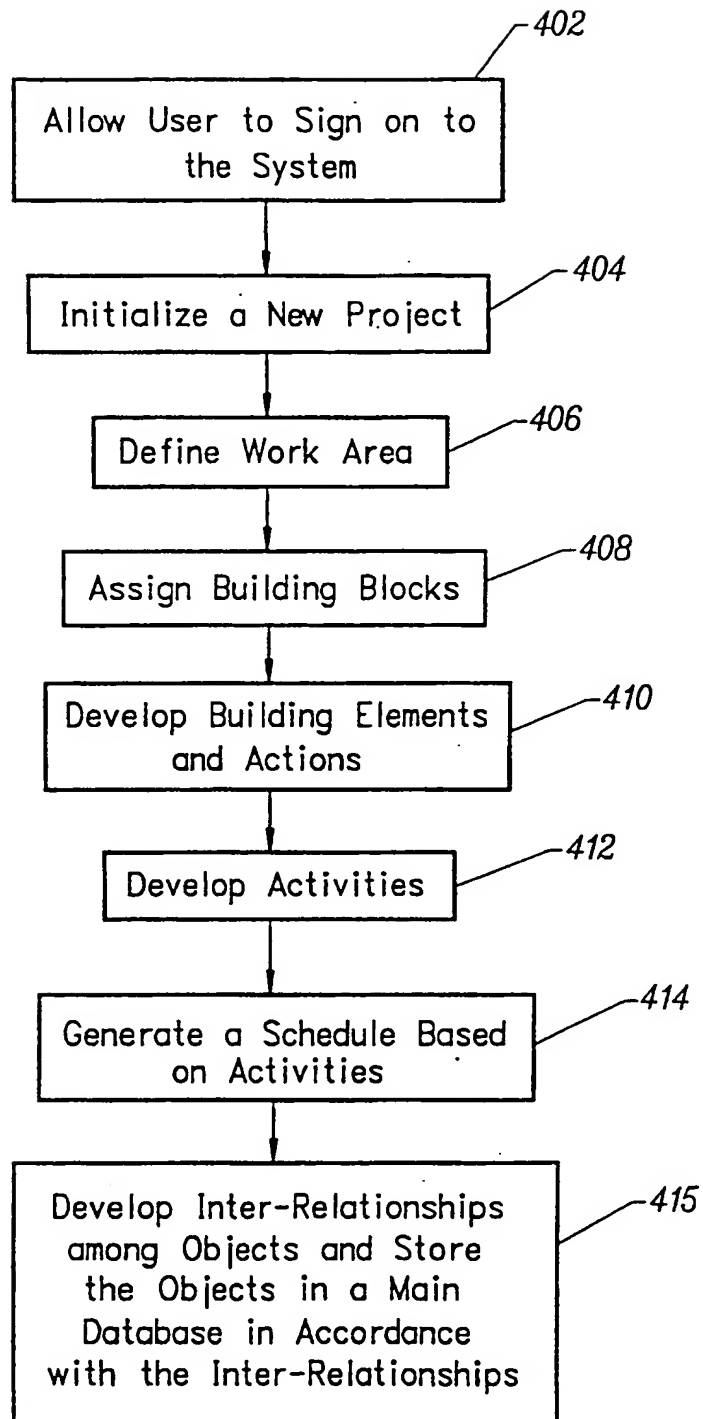 402
Allow User to Sign on to
the System
404
Initialize a New Project
406
Define Work Area
408
Assign Building Blocks
410
Develop Building Elements
and Actions
412
Develop Activities
414
Generate a Schedule Based
on Activities
415
Develop Inter-Relationships
among Objects and Store
the Objects in a Main
Database in Accordance
with the Inter-Relationships